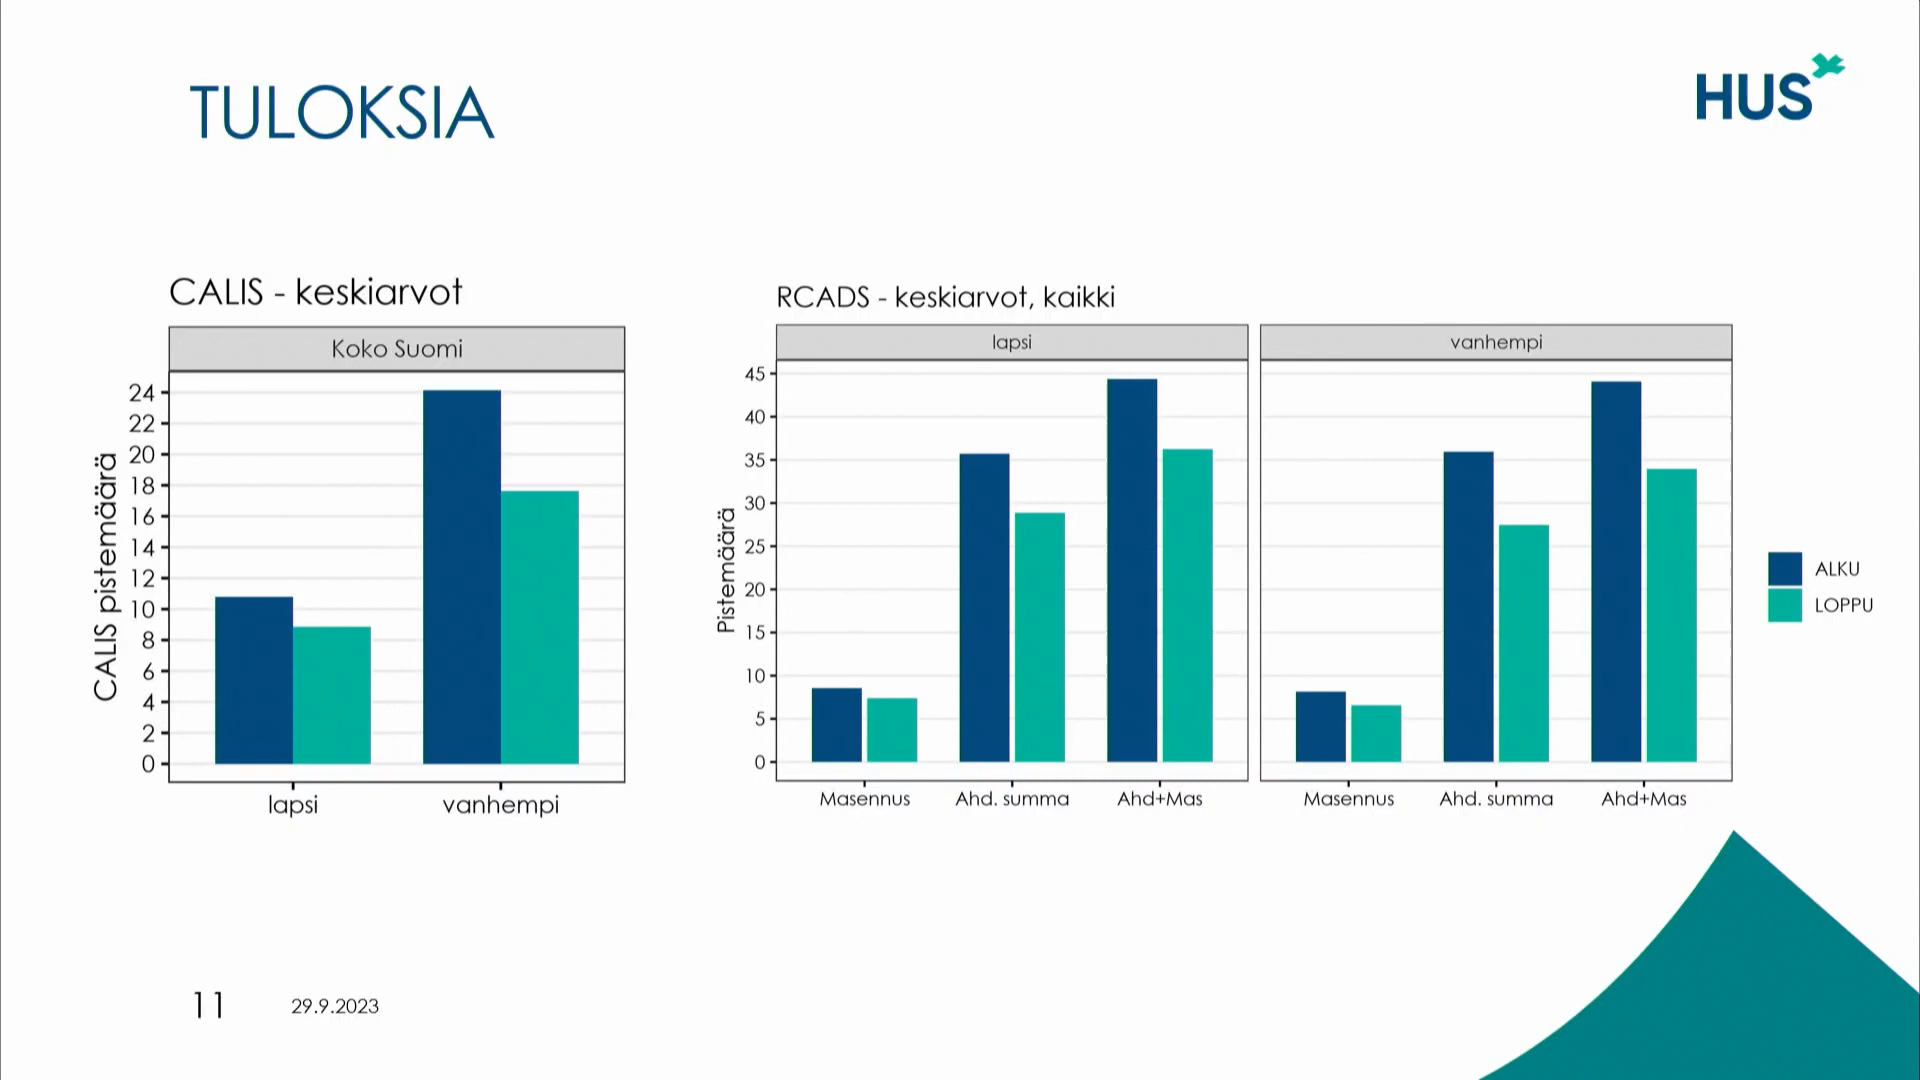 TULOKSIA
HUS
CALIS - keskiarvot
Koko Suomi
CALIS pistemäärä
24
22
20
18
16
14
12
10
8
6
4
2
0
lapsi vanhempi
RCADS - keskiarvot, kaikki
lapsi vanhempi
Pistemäärä
45
40
35
30
25
20
15
10
5
0
Masennus Ahd. summa Ahd+Mas Masennus Ahd. summa Ahd+Mas
ALKU
LOPPU
11 29.9.2023